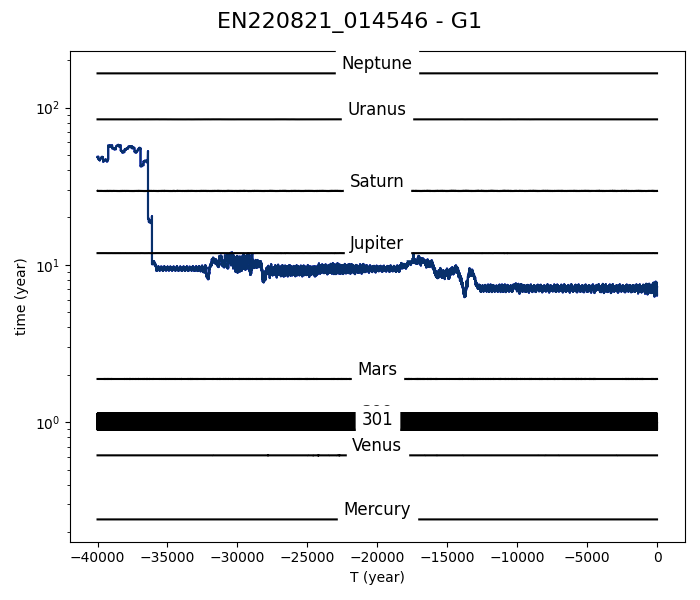 EN220821_014546 - G1
Neptune
Uranus
Saturn
Jupiter
Mars
301
Venus
Mercury
10²
10¹
10⁰
time (year)
−40000 −35000 −30000 −25000 −20000 −15000 −10000 −5000 0
T (year)